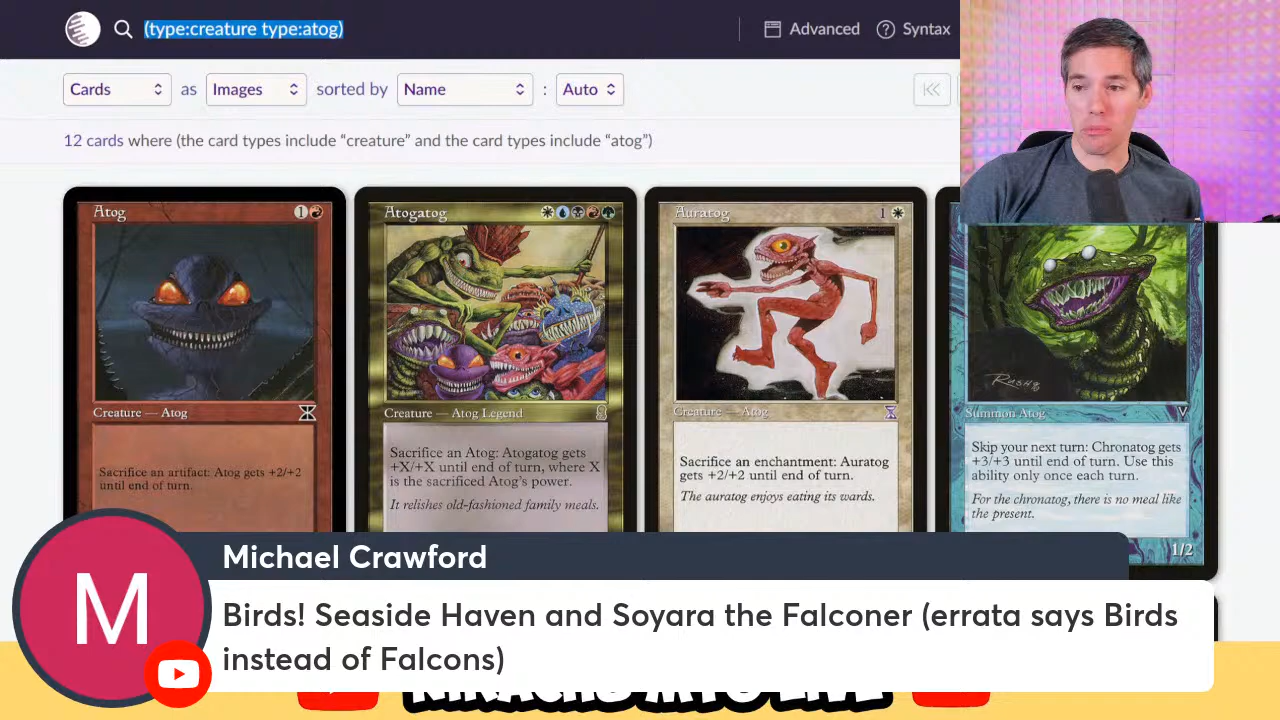 (type:creature type:atog)
Advanced
Syntax
Cards
as
Images
sorted by
Name
:
Auto
12 cards where (the card types include “creature” and the card types include “atog”)
Atog
1
Creature — Atog
Sacrifice an artifact: Atog gets +2/+2
until end of turn.
Atogatog
Creature — Atog Legend
Sacrifice an Atog: Atogatog gets
+X/+X until end of turn, where X
is the sacrificed Atog's power.
It relishes old-fashioned family meals.
Auratog
1
Creature — Atog
Sacrifice an enchantment: Auratog
gets +2/+2 until end of turn.
The auratog enjoys eating its wards.
Summon Atog
Skip your next turn: Chronatog gets
+3/+3 until end of turn. Use this
ability only once each turn.
For the chronatog, there is no meal like
the present.
1/2
M
Michael Crawford
Birds! Seaside Haven and Soyara the Falconer (errata says Birds
instead of Falcons)